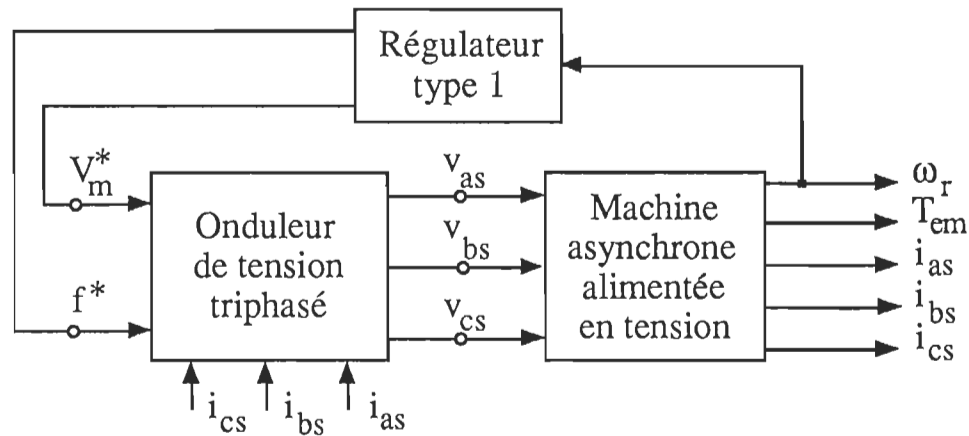 Régulateur
type 1
V*m
f*
Onduleur
de tension
triphasé
vas
vbs
vcs
Machine
asynchrone
alimentée
en tension
ωr
Tem
ias
ibs
ics
ics
ibs
ias